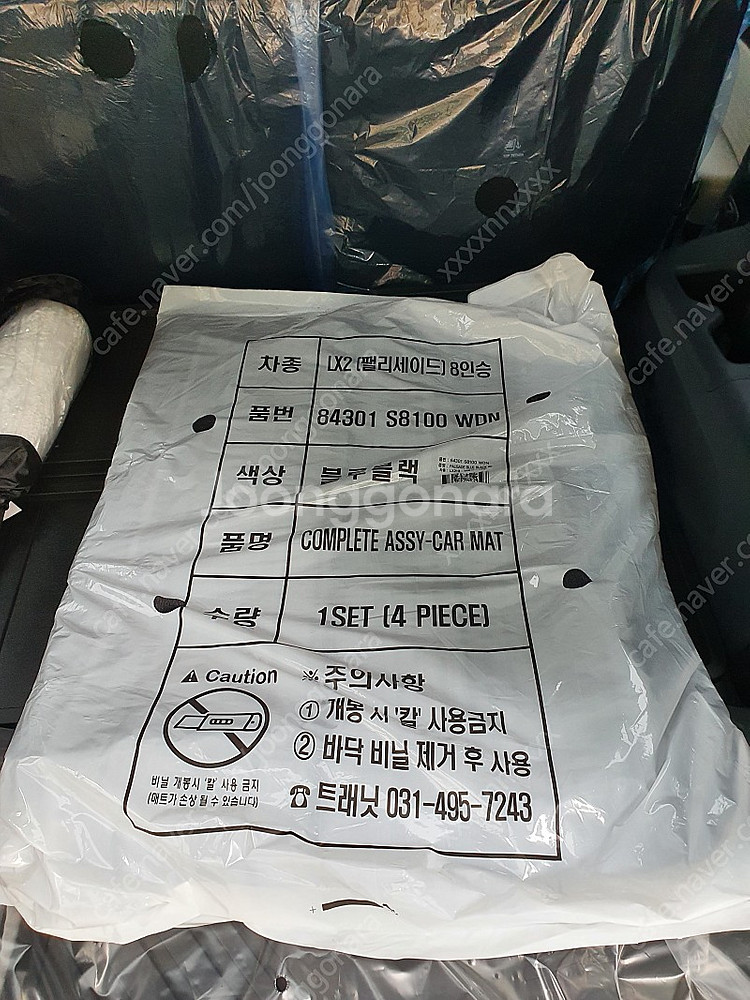 차종 LX2 (팰리세이드) 8인승
품번 84301 S8100 WDN
색상 블루블랙
품명 COMPLETE ASSY-CAR MAT
수량 1SET (4 PIECE)
Caution
비닐 개봉시 '칼' 사용 금지
(매트가 손상 될 수 있습니다)
※ 주의사항
① 개봉 시 '칼' 사용금지
② 바닥 비닐 제거 후 사용
☎ 트래닛 031-495-7243
Joonggonara
cafe.naver.com/joonggonara
xxxxnnxxxx